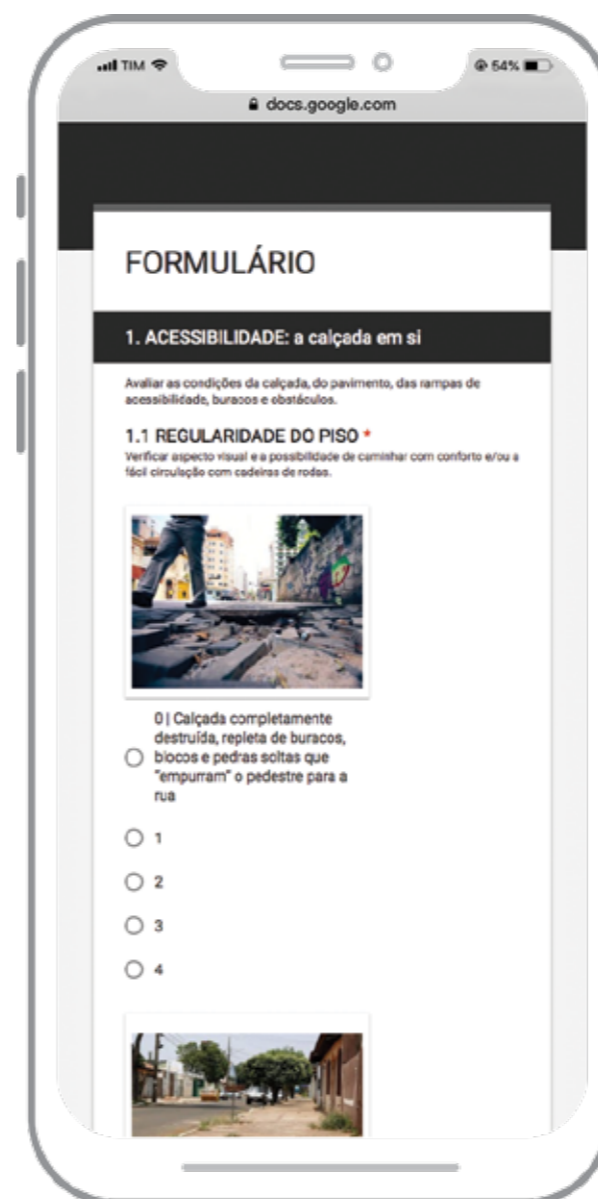 TIM
54%
docs.google.com
FORMULÁRIO
1. ACESSIBILIDADE: a calçada em si
Avaliar as condições da calçada, do pavimento, das rampas de
acessibilidade, buracos e obstáculos.
1.1 REGULARIDADE DO PISO *
Verificar aspecto visual e a possibilidade de caminhar com conforto e/ou a
fácil circulação com cadeiras de rodas.
0 | Calçada completamente
destruída, repleta de buracos,
blocos e pedras soltas que
"empurram" o pedestre para a
rua
1
2
3
4